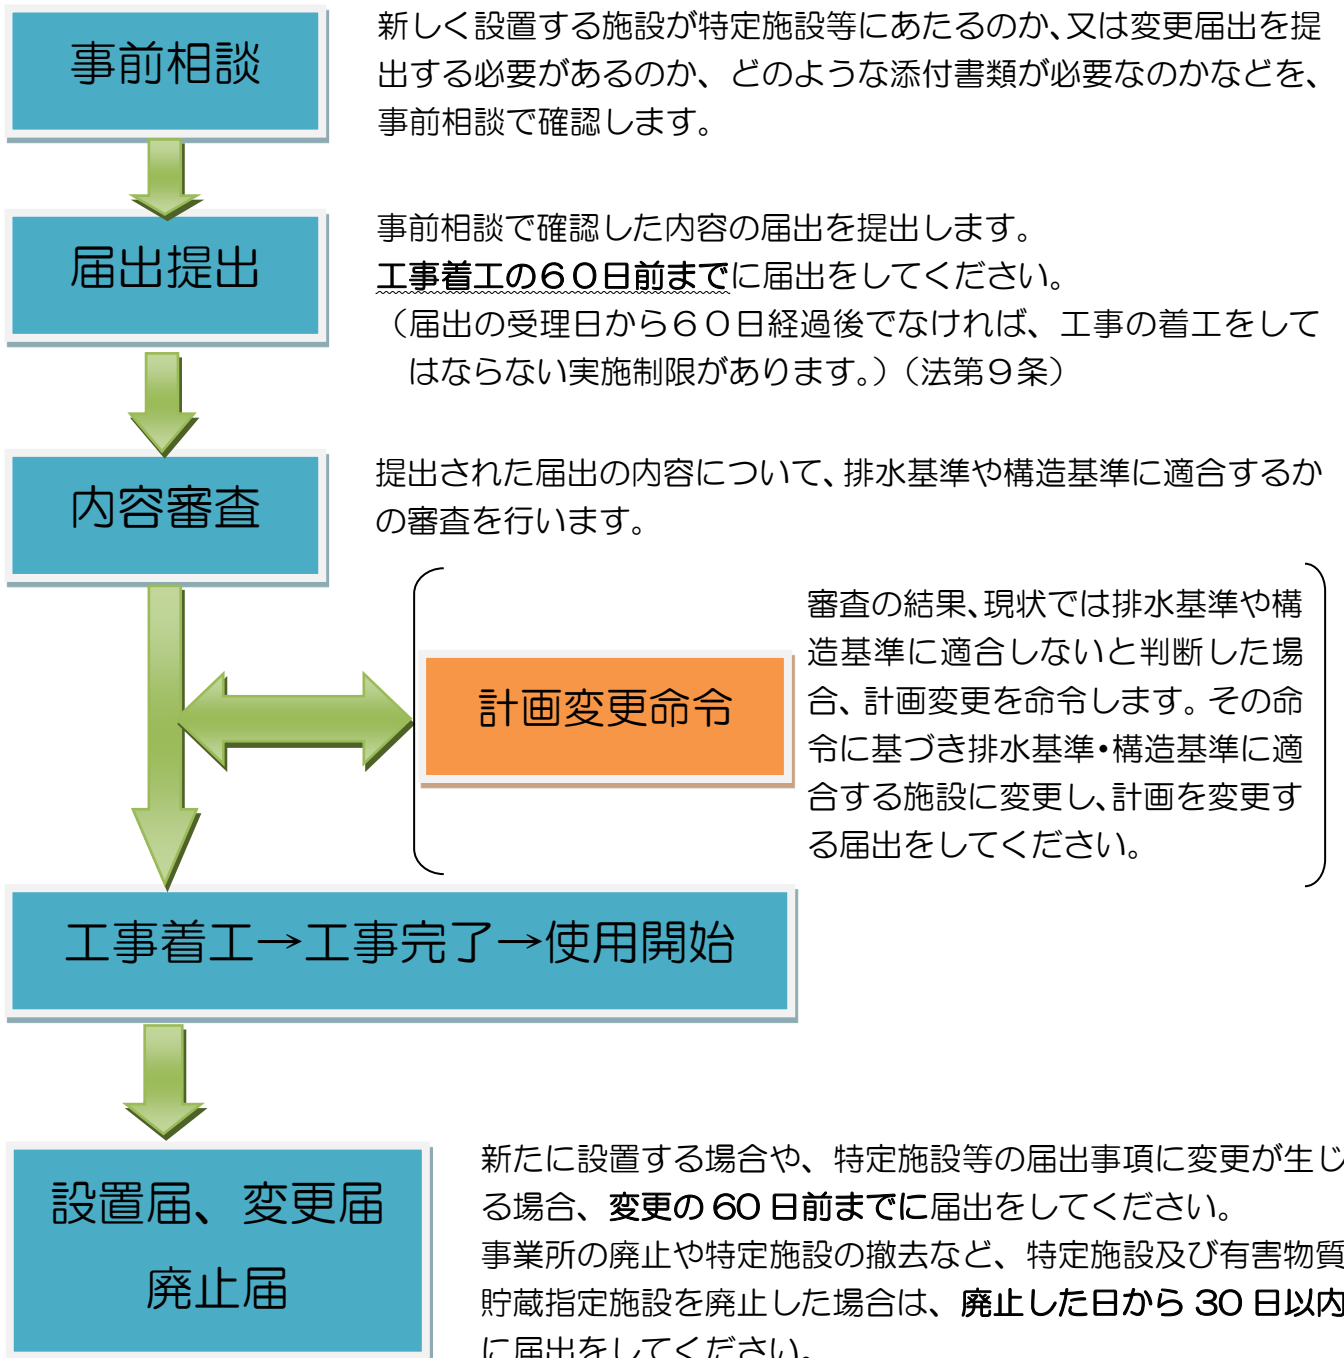 事前相談
新しく設置する施設が特定施設等にあたるのか、又は変更届出を提
出する必要があるのか、どのような添付書類が必要なのかなどを、
事前相談で確認します。
届出提出
事前相談で確認した内容の届出を提出します。
工事着工の６０日前までに届出をしてください。
（届出の受理日から６０日経過後でなければ、工事の着工をして
はならない実施制限があります。）（法第９条）
内容審査
提出された届出の内容について、排水基準や構造基準に適合するか
の審査を行います。
計画変更命令
審査の結果、現状では排水基準や構
造基準に適合しないと判断した場
合、計画変更を命令します。その命
令に基づき排水基準・構造基準に適
合する施設に変更し、計画を変更す
る届出をしてください。
工事着工→工事完了→使用開始
設置届、変更届
廃止届
新たに設置する場合や、特定施設等の届出事項に変更が生じ
る場合、変更の 60 日前までに届出をしてください。
事業所の廃止や特定施設の撤去など、特定施設及び有害物質
貯蔵指定施設を廃止した場合は、廃止した日から 30 日以内
に届出をしてください。